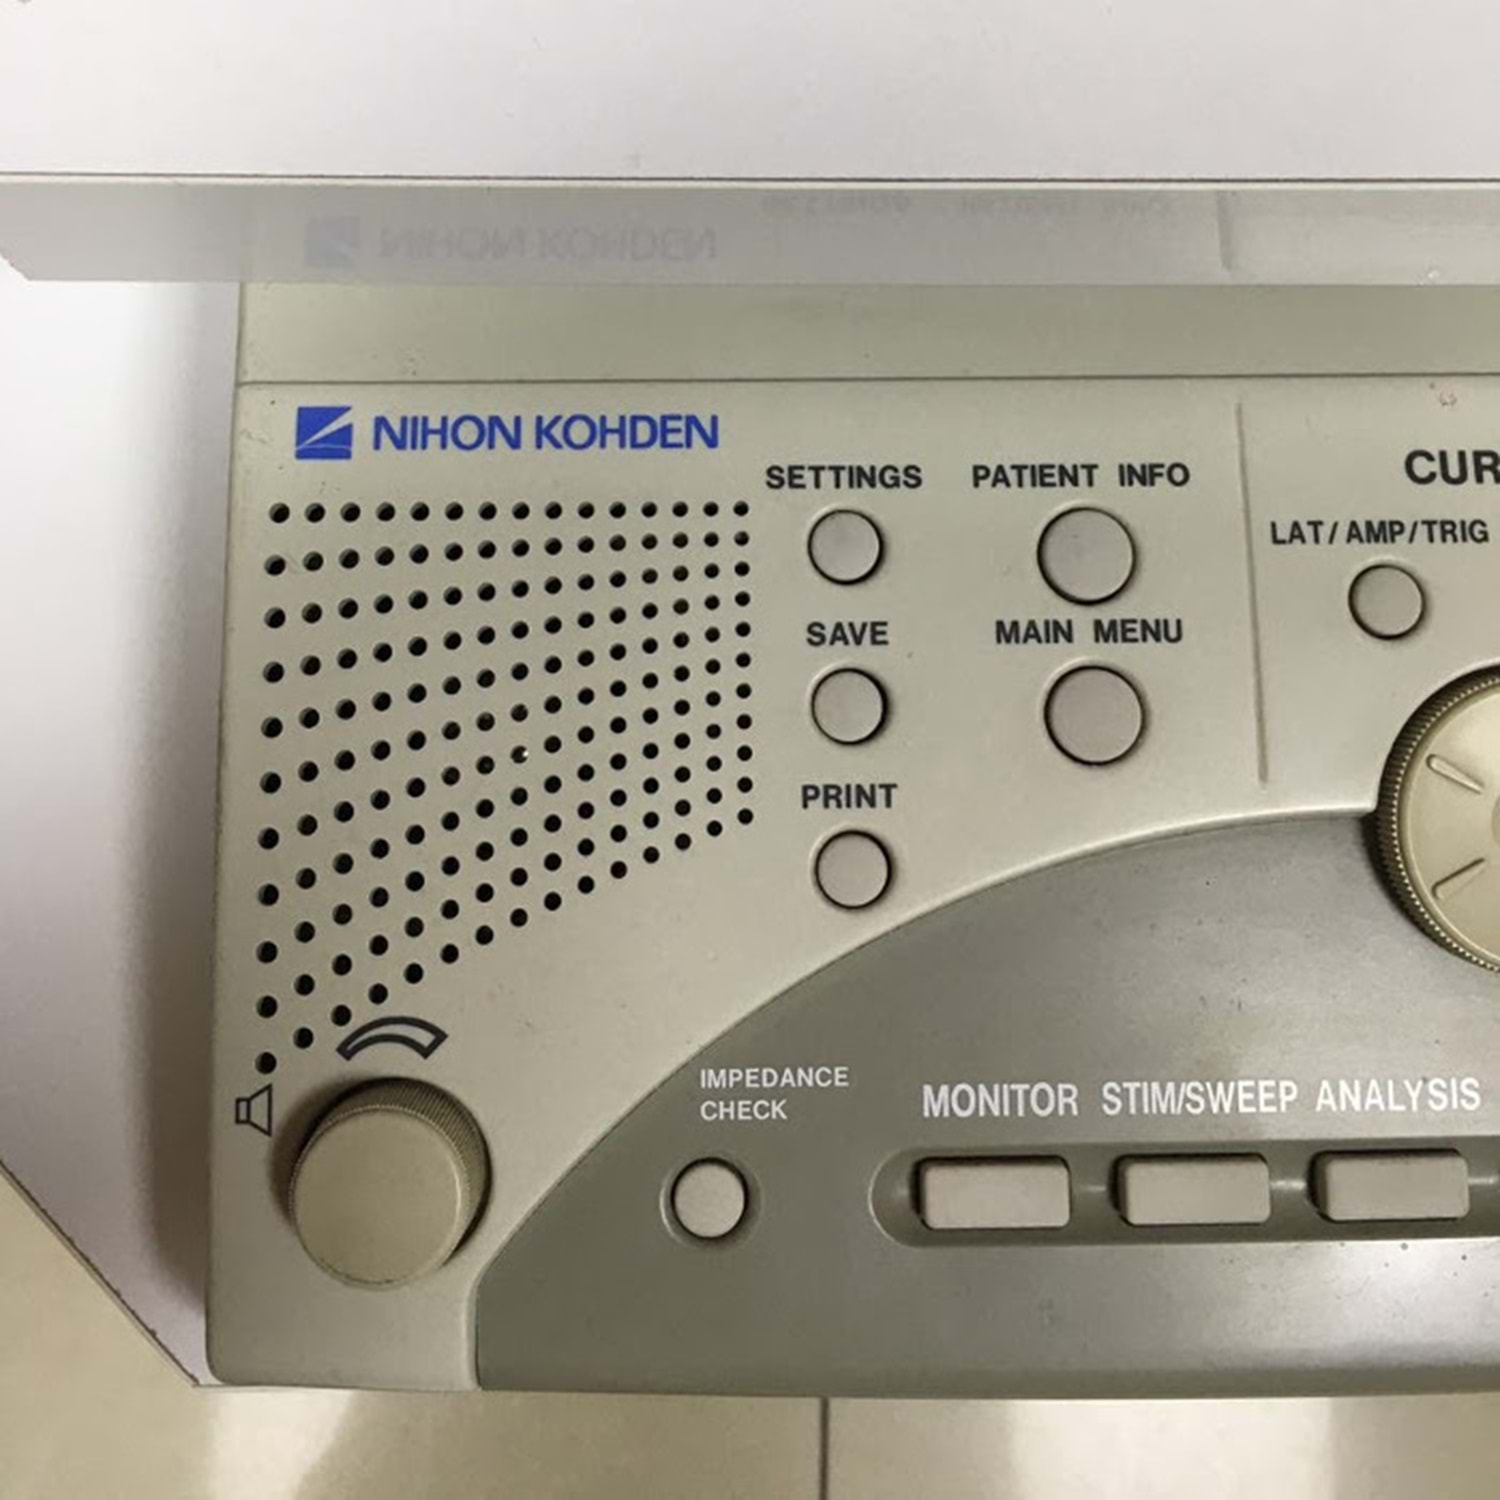 NIHON KOHDEN
SETTINGS PATIENT INFO
CUR
LAT/AMP/TRIG
SAVE MAIN MENU
PRINT
IMPEDANCE
CHECK
MONITOR STIM/SWEEP ANALYSIS